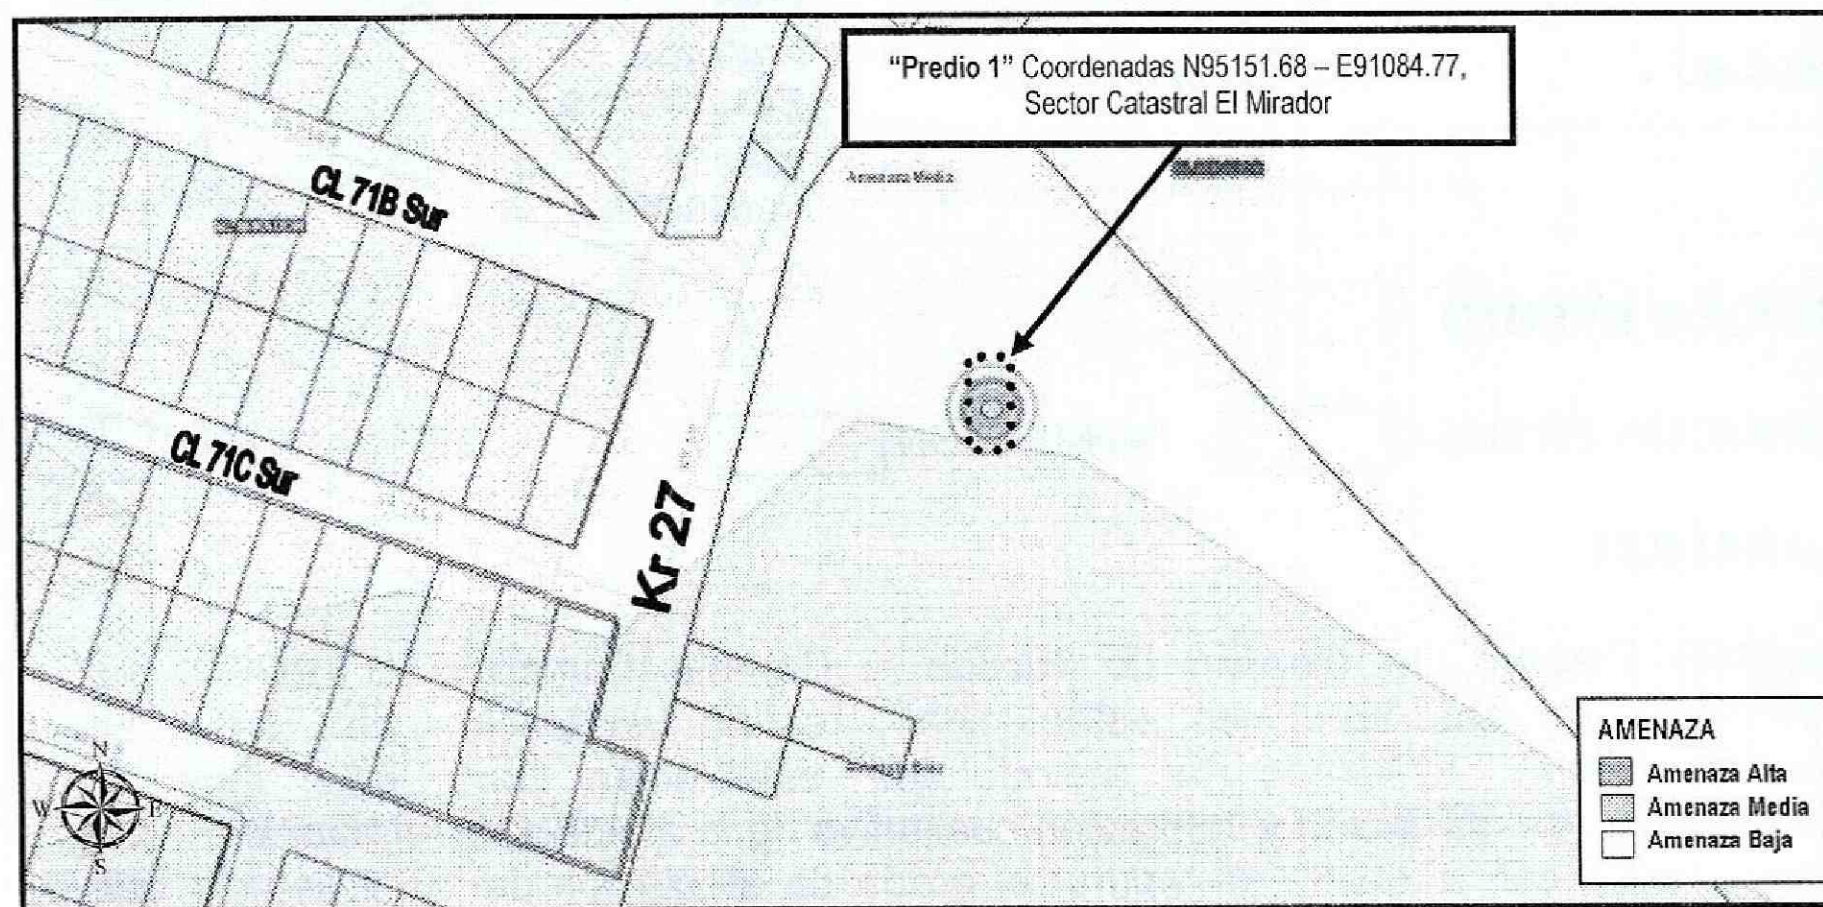 “Predio 1” Coordenadas N95151.68 – E91084.77,
Sector Catastral El Mirador
Amenaza Media
CL 71B Sur
CL 71C Sur
Kr 27
N
W E
S
AMENAZA
Amenaza Alta
Amenaza Media
Amenaza Baja